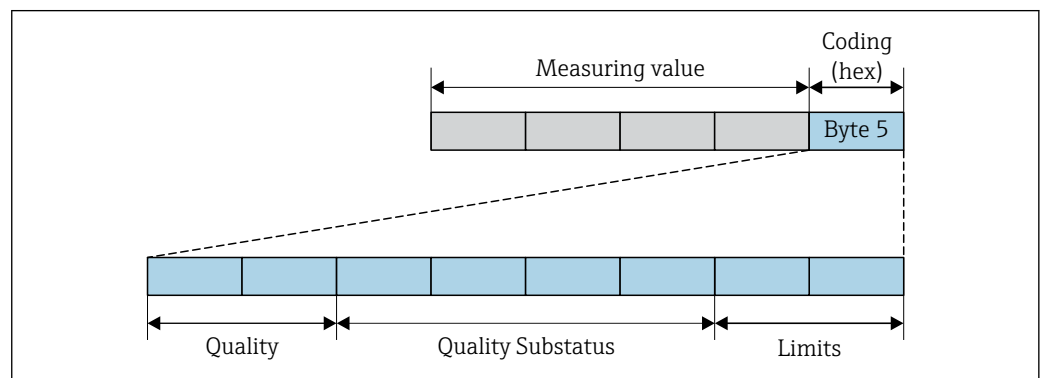 Coding
(hex)
Measuring value
Byte 5
Quality
Quality Substatus
Limits